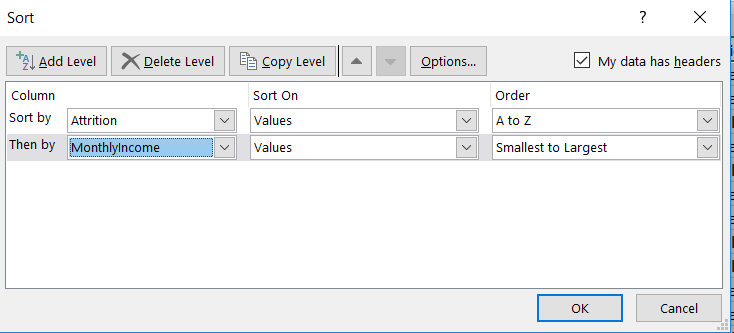 Sort
? ×
Add Level Delete Level Copy Level Options... My data has headers
Column Sort On Order
Sort by Attrition Values A to Z
Then by MonthlyIncome Values Smallest to Largest
OK Cancel